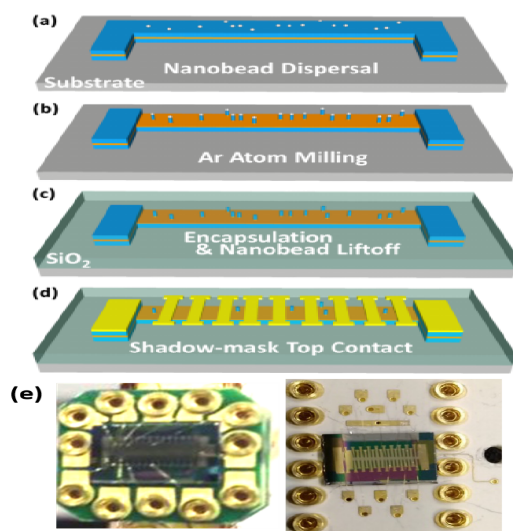 (a)
Nanobead Dispersal
Substrate
(b)
Ar Atom Milling
(c)
Encapsulation
& Nanobead Liftoff
SiO₂
(d)
Shadow-mask Top Contact
(e)